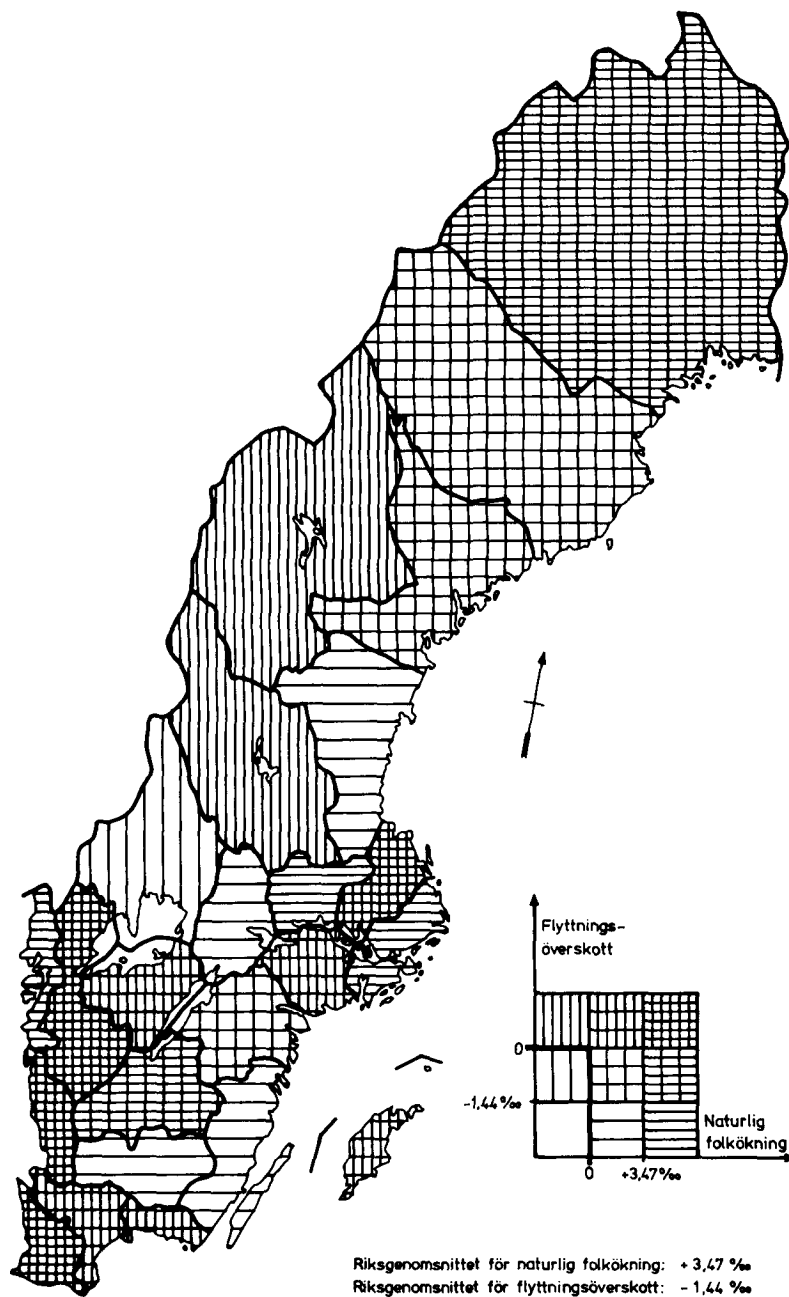 Flyttnings-
överskott
0
-1,44 ‰
Naturlig
folkökning
0 +3,47 ‰
Riksgenomsnittet för naturlig folkökning: + 3,47 ‰
Riksgenomsnittet för flyttningsöverskott: - 1,44 ‰